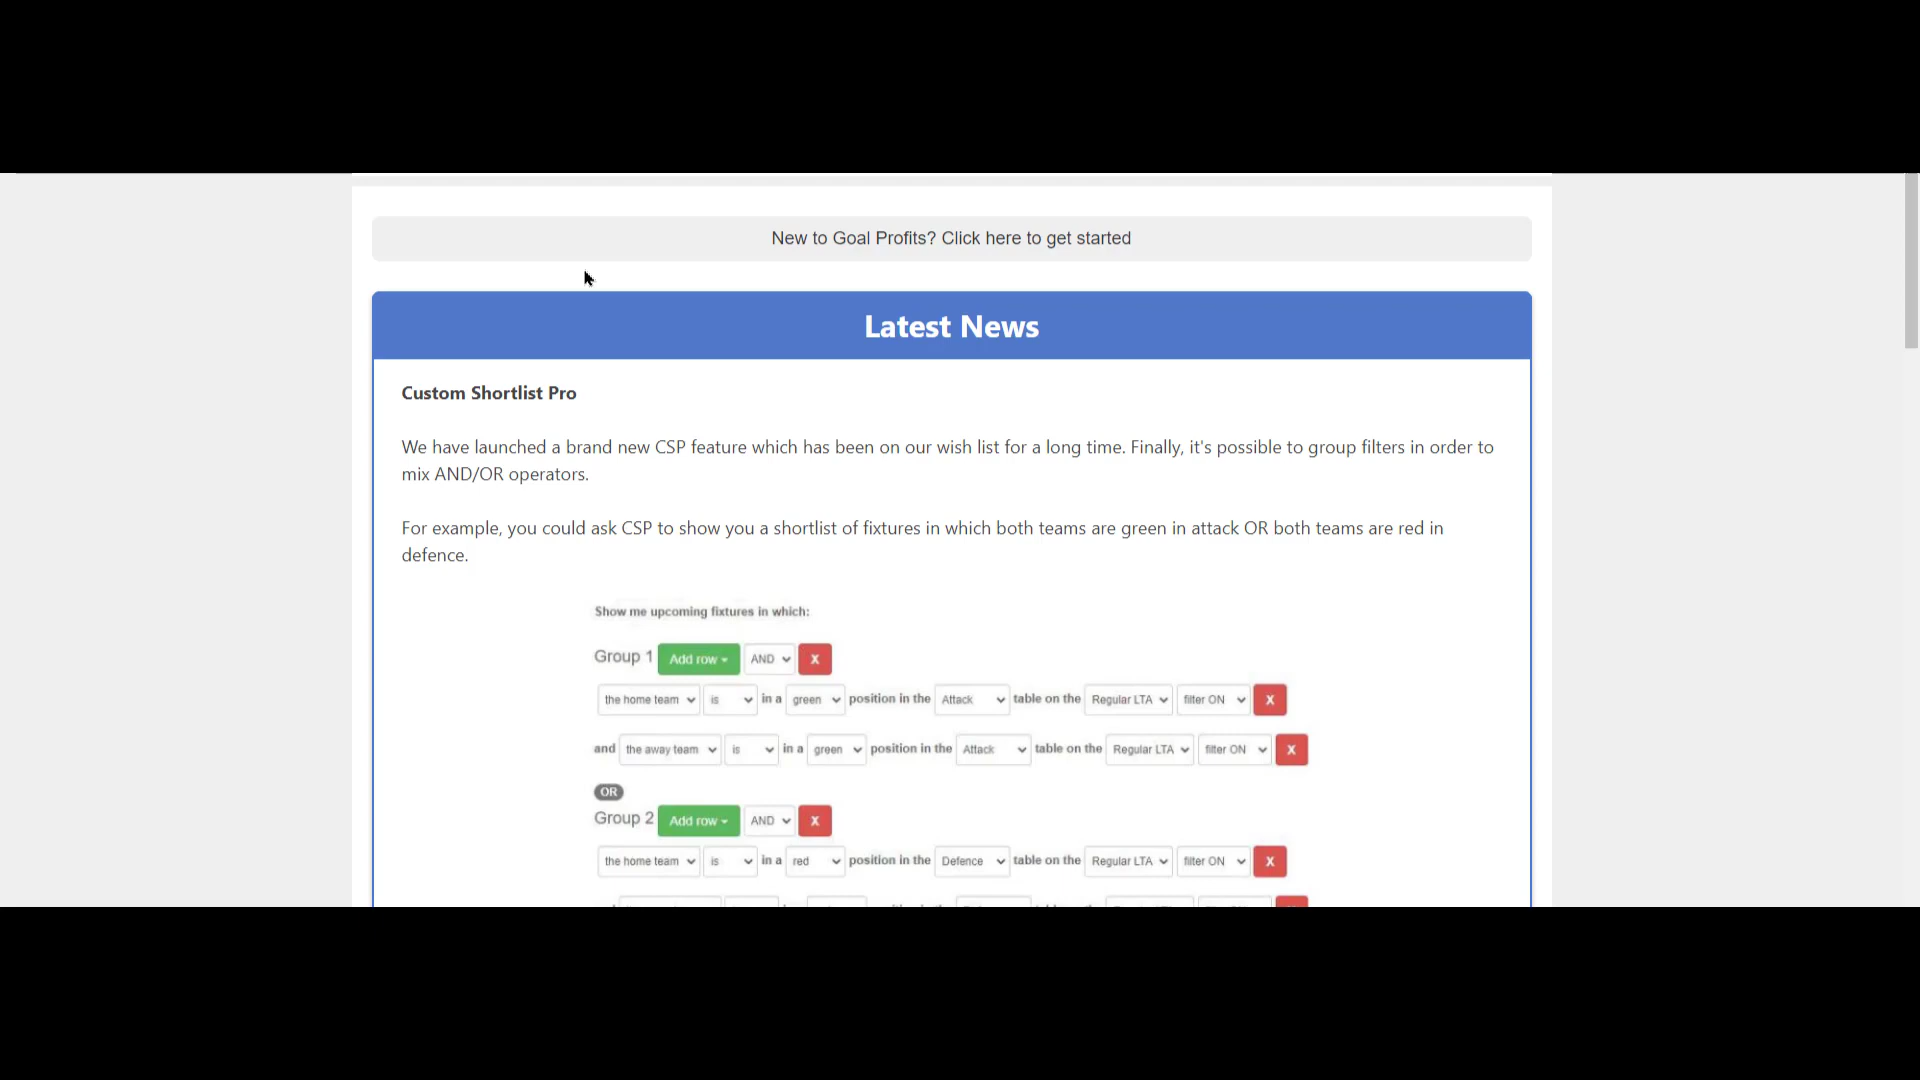 New to Goal Profits? Click here to get started
Latest News
Custom Shortlist Pro
We have launched a brand new CSP feature which has been on our wish list for a long time. Finally, it's possible to group filters in order to
mix AND/OR operators.
For example, you could ask CSP to show you a shortlist of fixtures in which both teams are green in attack OR both teams are red in
defence.
Show me upcoming fixtures in which:
Group 1 Add row AND X
the home team is in a green position in the Attack table on the Regular LTA filter ON X
and the away team is in a green position in the Attack table on the Regular LTA filter ON X
OR
Group 2 Add row AND X
the home team is in a red position in the Defence table on the Regular LTA filter ON X